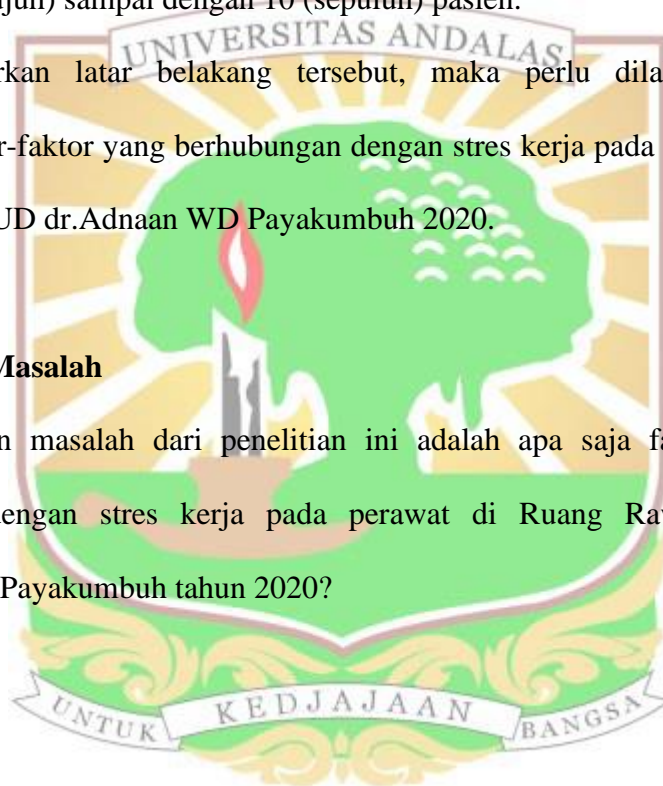 sampai dengan 10 (sepuluh) pasien.
UNIVERSITAS ANDALAS
rkan latar belakang tersebut, maka perlu dila
r-faktor yang berhubungan dengan stres kerja pada
UD dr.Adnaan WD Payakumbuh 2020.
Masalah
n masalah dari penelitian ini adalah apa saja fa
dengan stres kerja pada perawat di Ruang Ra
Payakumbuh tahun 2020?
UNTUK KEDJAJAAN BANGSA